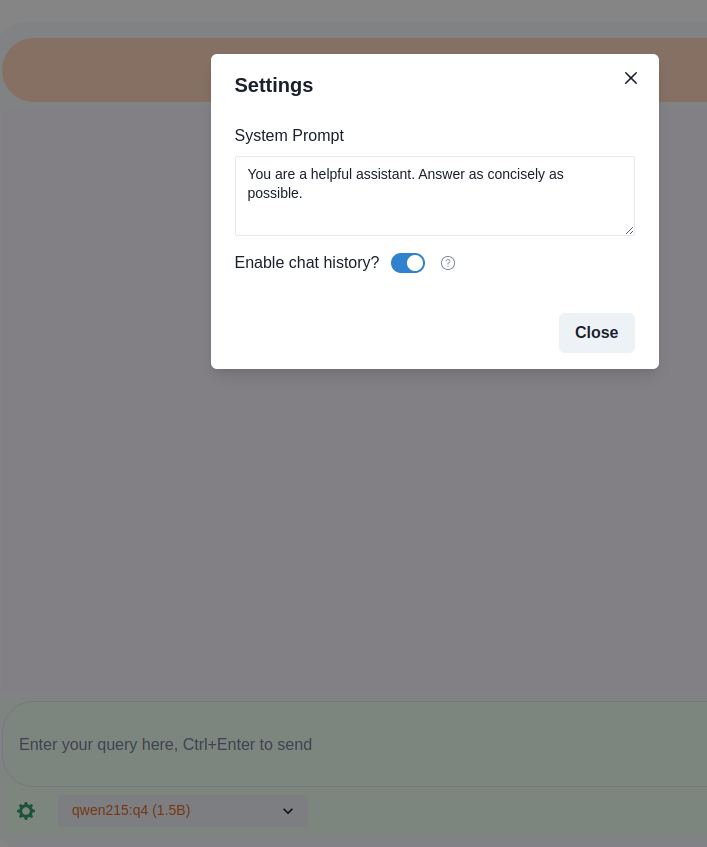 Settings
System Prompt
You are a helpful assistant. Answer as concisely as
possible.
Enable chat history?
?
Close
Enter your query here, Ctrl+Enter to send
qwen215:q4 (1.5B)